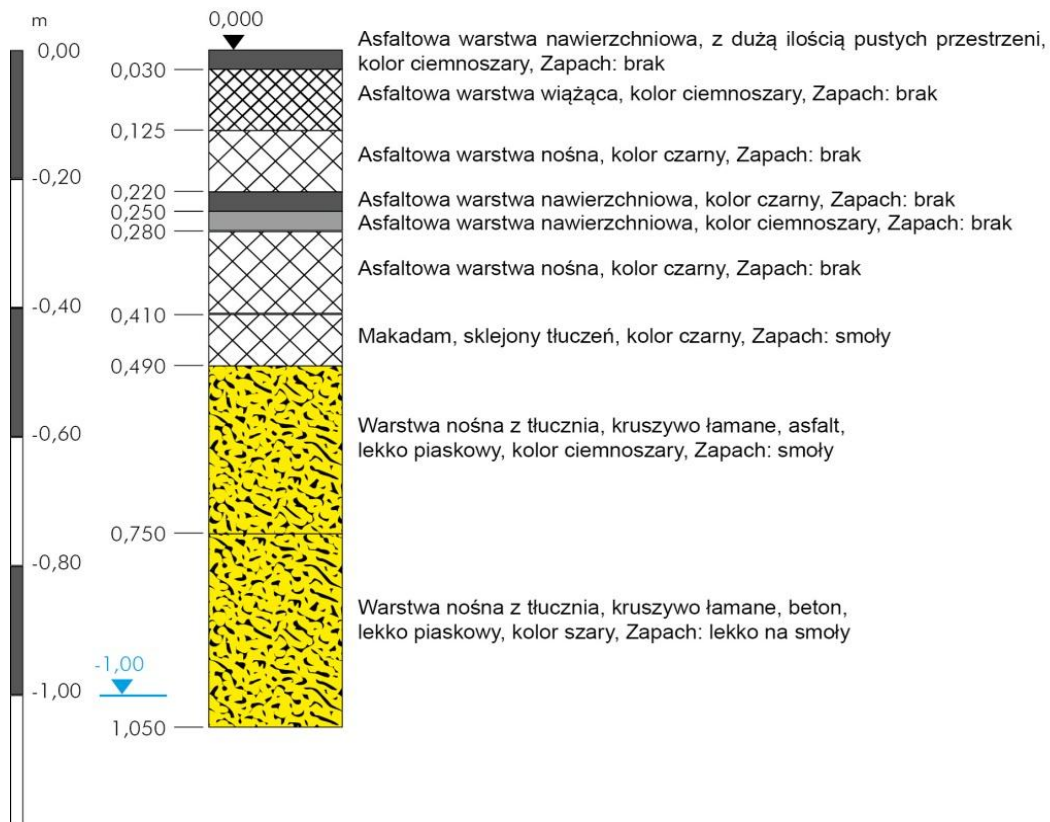 m
0,000
0,00
Asfaltowa warstwa nawierzchniowa, z dużą ilością pustych przestrzeni,
kolor ciemnoszary, Zapach: brak
0,030
Asfaltowa warstwa wiążąca, kolor ciemnoszary, Zapach: brak
0,125
Asfaltowa warstwa nośna, kolor czarny, Zapach: brak
-0,20
0,220
Asfaltowa warstwa nawierzchniowa, kolor czarny, Zapach: brak
0,250
Asfaltowa warstwa nawierzchniowa, kolor ciemnoszary, Zapach: brak
0,280
Asfaltowa warstwa nośna, kolor czarny, Zapach: brak
-0,40
0,410
Makadam, sklejony tłuczeń, kolor czarny, Zapach: smoły
0,490
Warstwa nośna z tłucznia, kruszywo łamane, asfalt,
lekko piaskowy, kolor ciemnoszary, Zapach: smoły
-0,60
0,750
-0,80
Warstwa nośna z tłucznia, kruszywo łamane, beton,
lekko piaskowy, kolor szary, Zapach: lekko na smoły
-1,00
-1,00
1,050